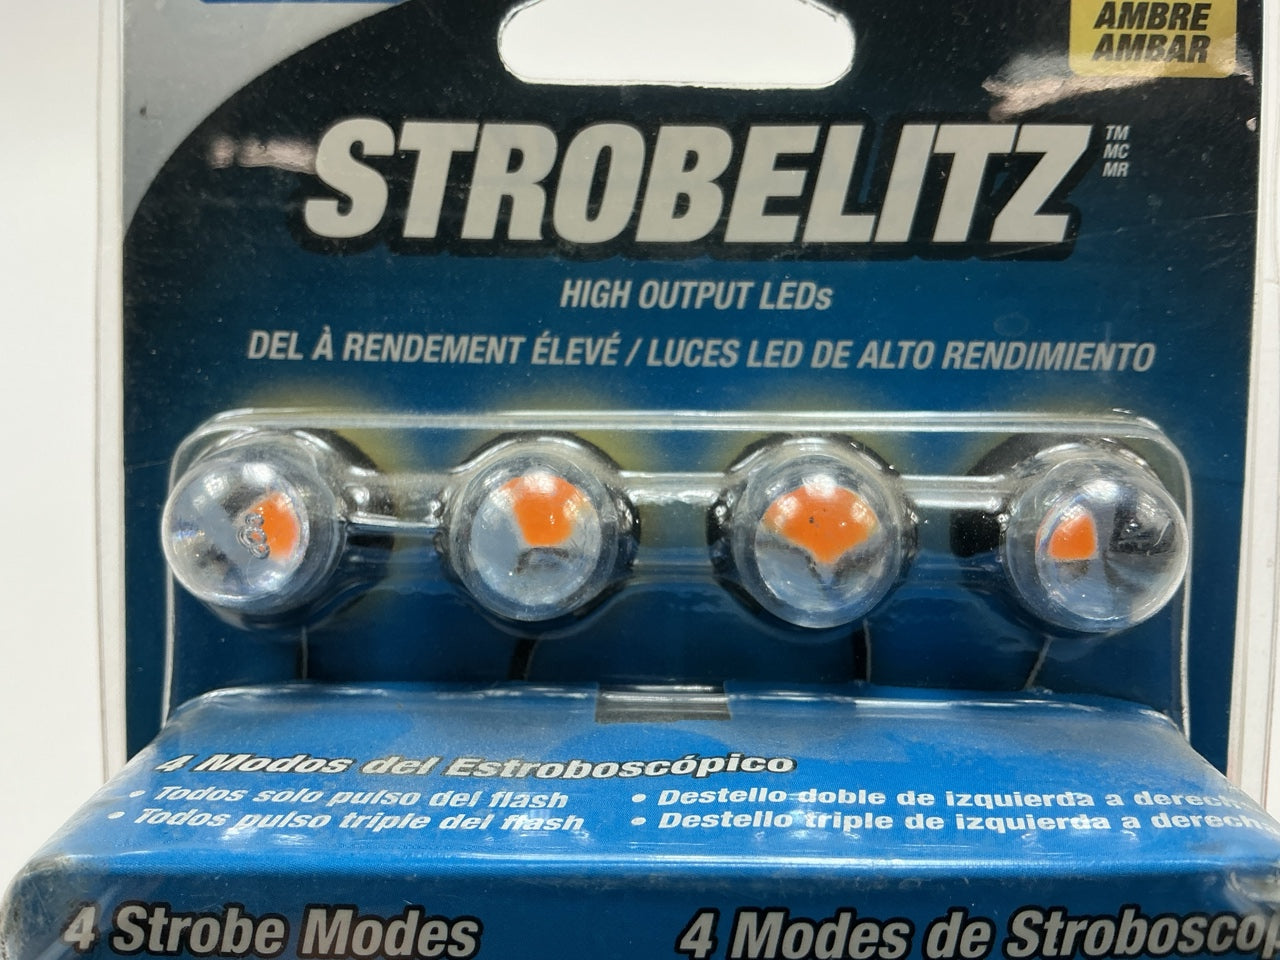 AMBRE
AMBAR
STROBELITZ
TM
MC
MR
HIGH OUTPUT LEDs
DEL À RENDEMENT ÉLEVÉ / LUCES LED DE ALTO RENDIMIENTO
4 Modos del Estroboscópico
• Todos solo pulso del flash
• Todos pulso triple del flash
• Destello doble de izquierda a derech
• Destello triple de izquierda a derecha
4 Strobe Modes
4 Modes de Stroboscop